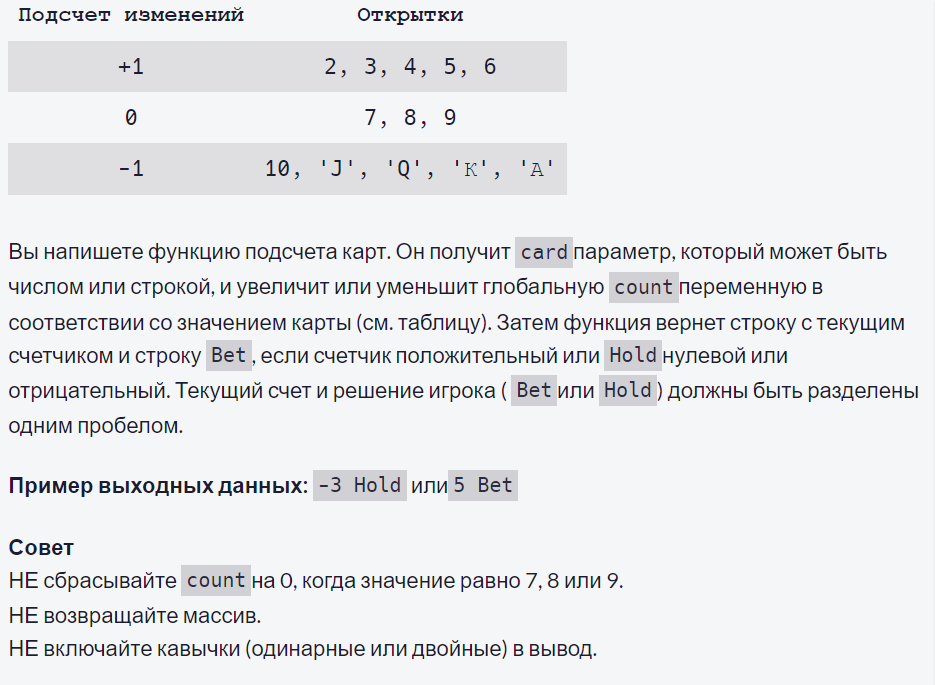 Подсчет изменений Открытки
+1 2, 3, 4, 5, 6
0 7, 8, 9
-1 10, 'J', 'Q', 'К', 'А'
Вы напишете функцию подсчета карт. Он получит card параметр, который может быть
числом или строкой, и увеличит или уменьшит глобальную count переменную в
соответствии со значением карты (см. таблицу). Затем функция вернет строку с текущим
счетчиком и строку Bet, если счетчик положительный или Hold нулевой или
отрицательный. Текущий счет и решение игрока ( Bet или Hold) должны быть разделены
одним пробелом.
Пример выходных данных: -3 Hold или 5 Bet
Совет
НЕ сбрасывайте count на 0, когда значение равно 7, 8 или 9.
НЕ возвращайте массив.
НЕ включайте кавычки (одинарные или двойные) в вывод.